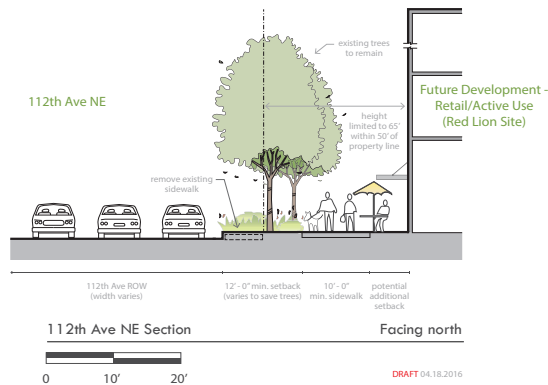 existing trees
to remain
112th Ave NE
Future Development -
Retail/Active Use
(Red Lion Site)
height
limited to 65'
within 50' of
property line
remove existing
sidewalk
112th Ave ROW
(width varies)
12' - 0" min. setback
(varies to save trees)
10' - 0"
min. sidewalk
potential
additional
setback
112th Ave NE Section
Facing north
0 10' 20'
DRAFT 04.18.2016